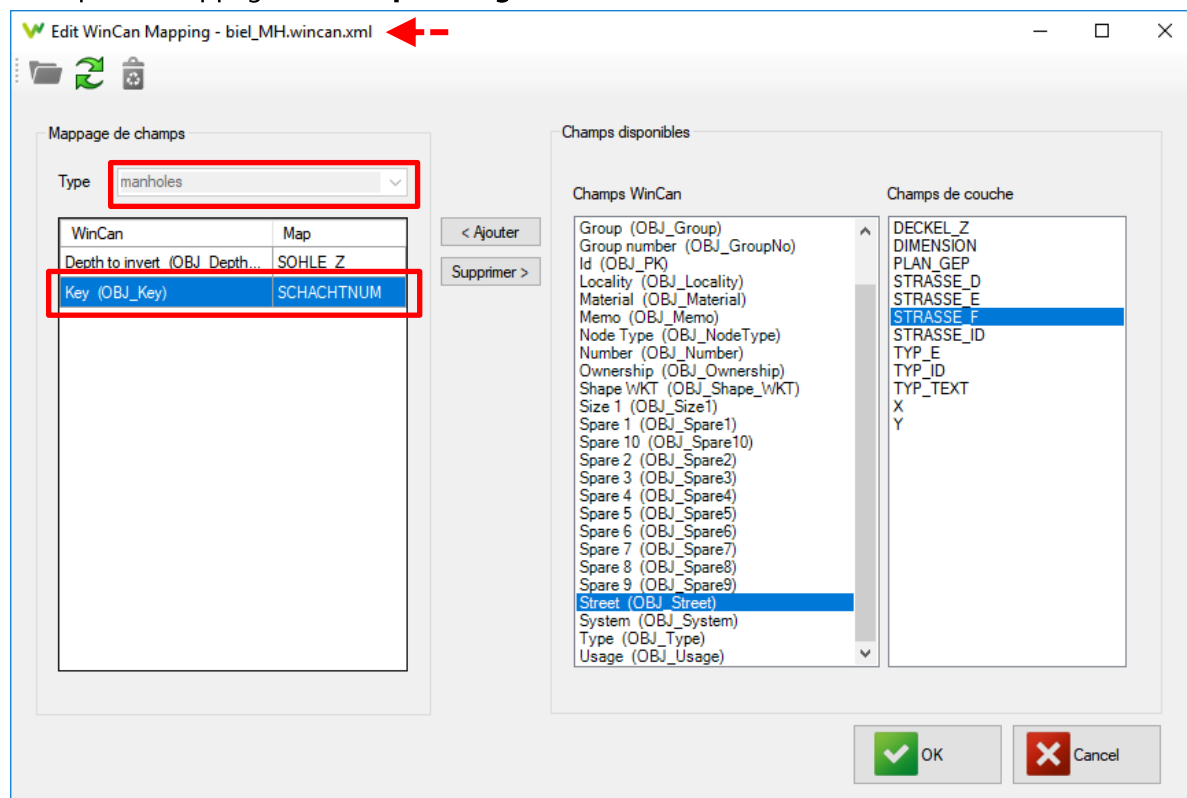 Edit WinCan Mapping - biel_MH.wincan.xml
Mappage de champs
Type manholes
WinCan Map
Depth to invert (OBJ_Depth... SOHLE_Z
Key (OBJ_Key) SCHACHTNUM
< Ajouter
Supprimer >
Champs disponibles
Champs WinCan
Group (OBJ_Group)
Group number (OBJ_GroupNo)
Id (OBJ_PK)
Locality (OBJ_Locality)
Material (OBJ_Material)
Memo (OBJ_Memo)
Node Type (OBJ_NodeType)
Number (OBJ_Number)
Ownership (OBJ_Ownership)
Shape WKT (OBJ_Shape_WKT)
Size 1 (OBJ_Size1)
Spare 1 (OBJ_Spare1)
Spare 10 (OBJ_Spare10)
Spare 2 (OBJ_Spare2)
Spare 3 (OBJ_Spare3)
Spare 4 (OBJ_Spare4)
Spare 5 (OBJ_Spare5)
Spare 6 (OBJ_Spare6)
Spare 7 (OBJ_Spare7)
Spare 8 (OBJ_Spare8)
Spare 9 (OBJ_Spare9)
Street (OBJ_Street)
System (OBJ_System)
Type (OBJ_Type)
Usage (OBJ_Usage)
Champs de couche
DECKEL_Z
DIMENSION
PLAN_GEP
STRASSE_D
STRASSE_E
STRASSE_F
STRASSE_ID
TYP_E
TYP_ID
TYP_TEXT
X
Y
OK
Cancel